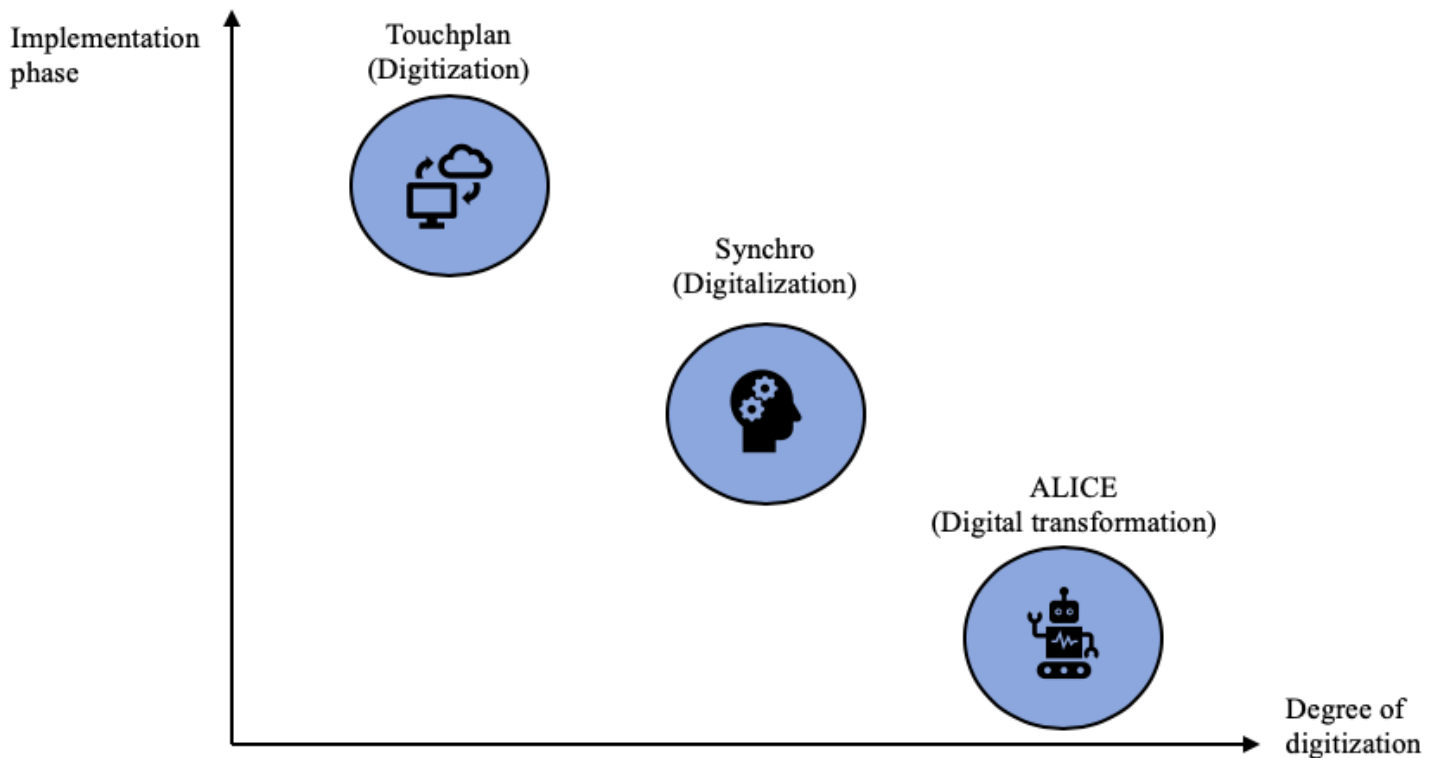 Implementation
phase
Touchplan
(Digitization)
Synchro
(Digitalization)
ALICE
(Digital transformation)
Degree of
digitization